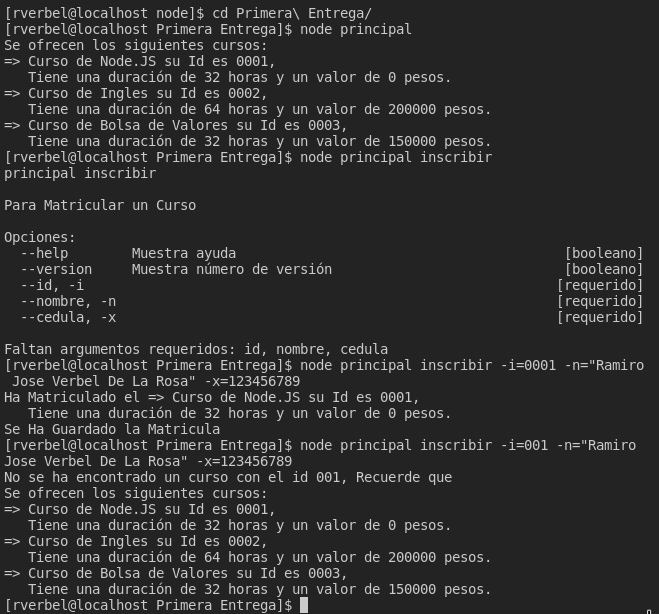 [rverbel@localhost node]$ cd Primera\ Entrega/
[rverbel@localhost Primera Entrega]$ node principal
Se ofrecen los siguientes cursos:
=> Curso de Node.JS su Id es 0001,
   Tiene una duración de 32 horas y un valor de 0 pesos.
=> Curso de Ingles su Id es 0002,
   Tiene una duración de 64 horas y un valor de 200000 pesos.
=> Curso de Bolsa de Valores su Id es 0003,
   Tiene una duración de 32 horas y un valor de 150000 pesos.
[rverbel@localhost Primera Entrega]$ node principal inscribir
principal inscribir

Para Matricular un Curso

Opciones:
  --help        Muestra ayuda                                         [booleano]
  --version     Muestra número de versión                             [booleano]
  --id, -i                                                           [requerido]
  --nombre, -n                                                       [requerido]
  --cedula, -x                                                       [requerido]

Faltan argumentos requeridos: id, nombre, cedula
[rverbel@localhost Primera Entrega]$ node principal inscribir -i=0001 -n="Ramiro
 Jose Verbel De La Rosa" -x=123456789
Ha Matriculado el => Curso de Node.JS su Id es 0001,
   Tiene una duración de 32 horas y un valor de 0 pesos.
Se Ha Guardado la Matricula
[rverbel@localhost Primera Entrega]$ node principal inscribir -i=001 -n="Ramiro
Jose Verbel De La Rosa" -x=123456789
No se ha encontrado un curso con el id 001, Recuerde que
Se ofrecen los siguientes cursos:
=> Curso de Node.JS su Id es 0001,
   Tiene una duración de 32 horas y un valor de 0 pesos.
=> Curso de Ingles su Id es 0002,
   Tiene una duración de 64 horas y un valor de 200000 pesos.
=> Curso de Bolsa de Valores su Id es 0003,
   Tiene una duración de 32 horas y un valor de 150000 pesos.
[rverbel@localhost Primera Entrega]$